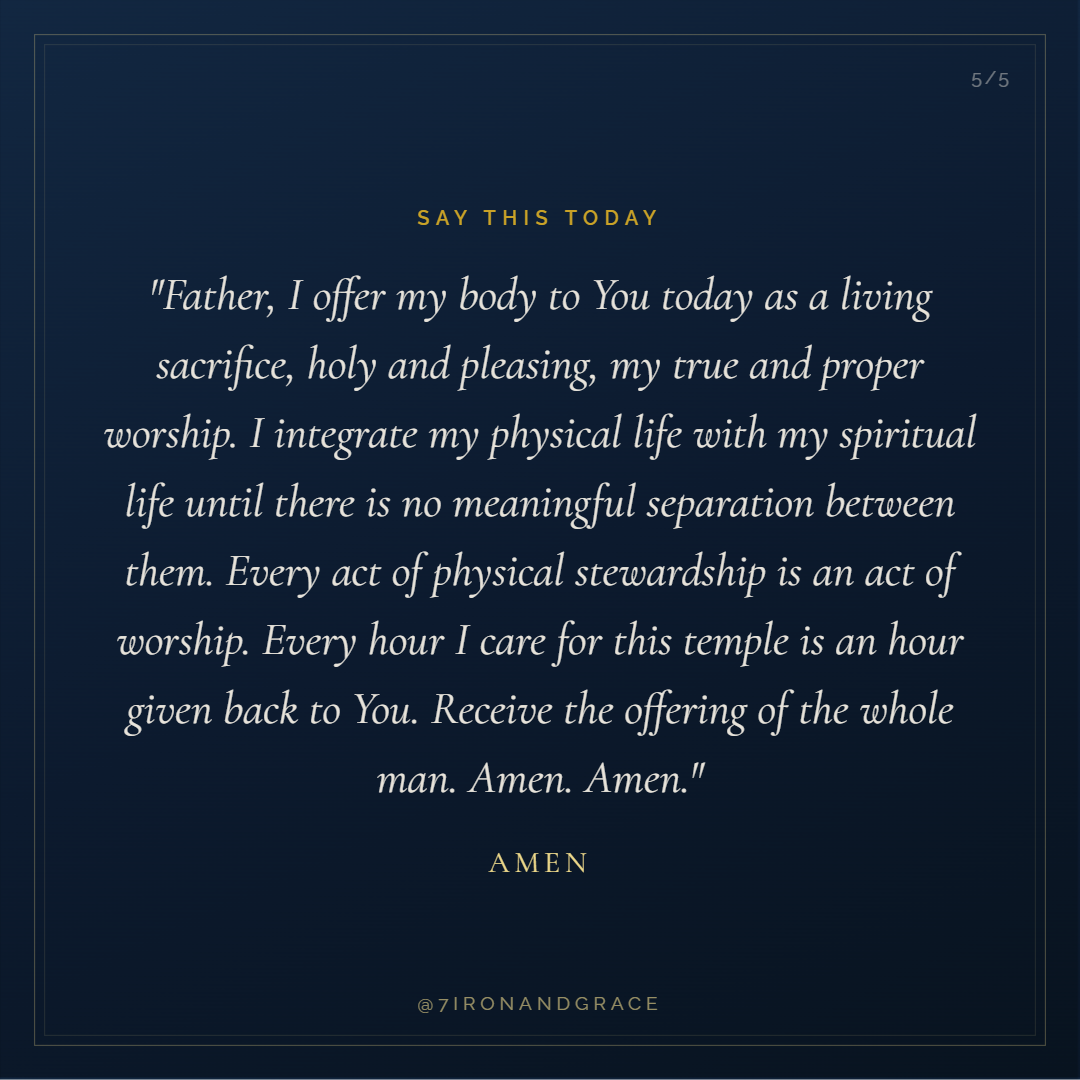 5/5
SAY THIS TODAY
"Father, I offer my body to You today as a living
sacrifice, holy and pleasing, my true and proper
worship. I integrate my physical life with my spiritual
life until there is no meaningful separation between
them. Every act of physical stewardship is an act of
worship. Every hour I care for this temple is an hour
given back to You. Receive the offering of the whole
man. Amen. Amen."
AMEN
@7IRONANDGRACE